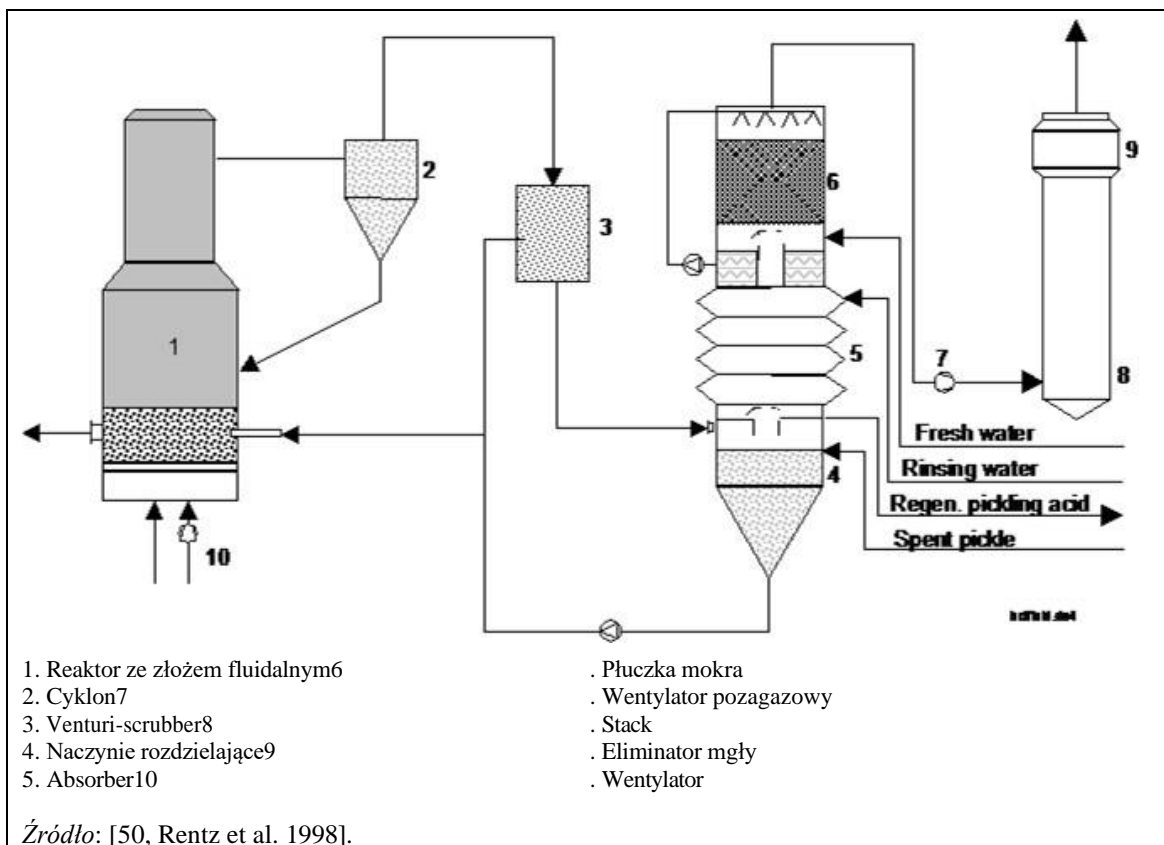 2
9
6
3
1
5
7
8
Fresh water
4
Rinsing water
Regen. pickling acid
10
Spent pickle
1. Reaktor ze złożem fluidalnym6 . Płuczka mokra
2. Cyklon7 . Wentylator pozagazowy
3. Venturi-scrubber8 . Stack
4. Naczynie rozdzielające9 . Eliminator mgły
5. Absorber10 . Wentylator
Źródło: [50, Rentz et al. 1998].